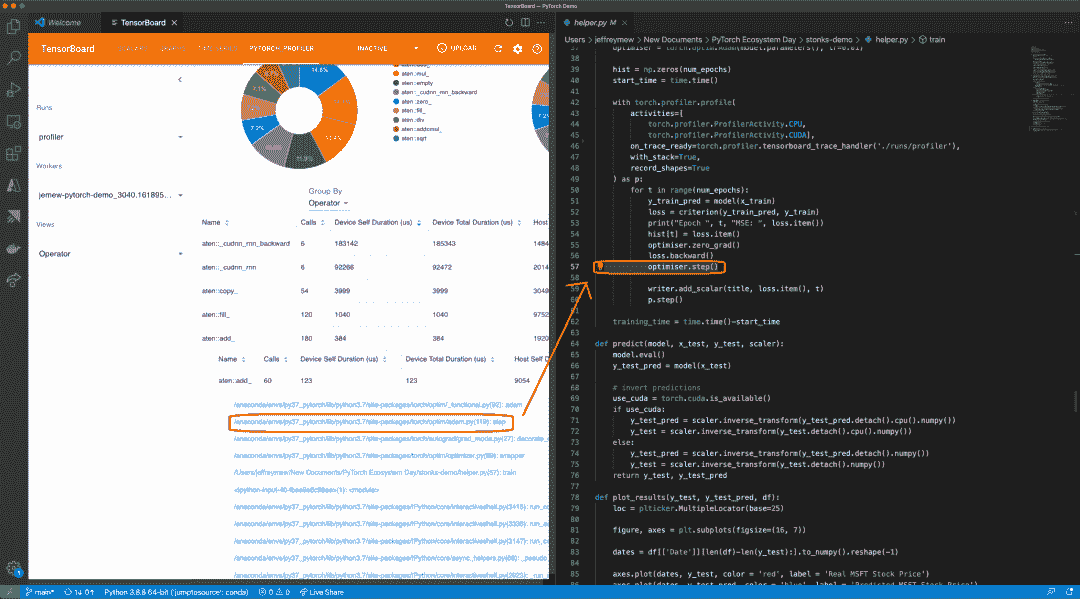 TensorBoard — PyTorch Demo
Welcome
TensorBoard
helper.py M
TensorBoard
PYTORCH PROFILER
INACTIVE
UPLOAD
Runs
profiler
Workers
jemew-pytorch-demo_3040.161895...
Views
Operator
14.6%
7.2%
aten::mul_
aten::empty
aten::_cudnn_rnn_backward
aten::zero_
aten::fill_
aten::div
aten::addcmul_
aten::sqrt
Group By
Operator
Name Calls Device Self Duration (us) Device Total Duration (us) Host
aten::_cudnn_rnn_backward 6 183142 185343 1484
aten::_cudnn_rnn 6 92286 92472 2014
aten::copy_ 54 3999 3999 3049
aten::fill_ 120 1040 1040 9752
aten::add_ 180 384 384 1920
Name Calls Device Self Duration (us) Device Total Duration (us) Host Self D
aten::add_ 60 123 123 9054
/anaconda/envs/py37_pytorch/lib/python3.7/site-packages/torch/optim/_functional.py(92): adam
/anaconda/envs/py37_pytorch/lib/python3.7/site-packages/torch/optim/adam.py(119): step
/anaconda/envs/py37_pytorch/lib/python3.7/site-packages/torch/autograd/grad_mode.py(27): decorate_
/anaconda/envs/py37_pytorch/lib/python3.7/site-packages/torch/optim/optimizer.py(89): wrapper
/Users/jeffreymew/New Documents/PyTorch Ecosystem Day/stonks-demo/helper.py(57): train
/anaconda/envs/py37_pytorch/lib/python3.7/site-packages/IPython/core/interactiveshell.py(3418): run_co
/anaconda/envs/py37_pytorch/lib/python3.7/site-packages/IPython/core/interactiveshell.py(3338): run_as
/anaconda/envs/py37_pytorch/lib/python3.7/site-packages/IPython/core/interactiveshell.py(3147): run_co
/anaconda/envs/py37_pytorch/lib/python3.7/site-packages/IPython/core/async_helpers.py(68): _pseudo
Users > jeffreymew > New Documents > PyTorch Ecosystem Day > stonks-demo > helper.py > train
37 optimiser = torch.optim.Adam(model.parameters(), lr=0.01)
38
39 hist = np.zeros(num_epochs)
40 start_time = time.time()
41
42 with torch.profiler.profile(
43 activities=[
44 torch.profiler.ProfilerActivity.CPU,
45 torch.profiler.ProfilerActivity.CUDA],
46 on_trace_ready=torch.profiler.tensorboard_trace_handler('./runs/profiler'),
47 with_stack=True,
48 record_shapes=True
49 ) as p:
50 for t in range(num_epochs):
51 y_train_pred = model(x_train)
52 loss = criterion(y_train_pred, y_train)
53 print("Epoch ", t, "MSE: ", loss.item())
54 hist[t] = loss.item()
55 optimiser.zero_grad()
56 loss.backward()
57 optimiser.step()
58
59 writer.add_scalar(title, loss.item(), t)
60 p.step()
61
62 training_time = time.time()-start_time
63
64 def predict(model, x_test, y_test, scaler):
65 model.eval()
66 y_test_pred = model(x_test)
67
68 # invert predictions
69 use_cuda = torch.cuda.is_available()
70 if use_cuda:
71 y_test_pred = scaler.inverse_transform(y_test_pred.detach().cpu().numpy())
72 y_test = scaler.inverse_transform(y_test.detach().cpu().numpy())
73 else:
74 y_test_pred = scaler.inverse_transform(y_test_pred.detach().numpy())
75 y_test = scaler.inverse_transform(y_test.detach().numpy())
76 return y_test, y_test_pred
77
78 def plot_results(y_test, y_test_pred, df):
79 loc = plticker.MultipleLocator(base=25)
80
81 figure, axes = plt.subplots(figsize=(16, 7))
82
83 dates = df[['Date']][len(df)-len(y_test):].to_numpy().reshape(-1)
84
85 axes.plot(dates, y_test, color = 'red', label = 'Real MSFT Stock Price')
86 axes.plot(dates, y_test_pred, color = 'blue', label = 'Predicted MSFT Stock Price')
main* 1↓ 0↑ Python 3.8.8 64-bit ('jumptosource': conda) 0 0 Live Share